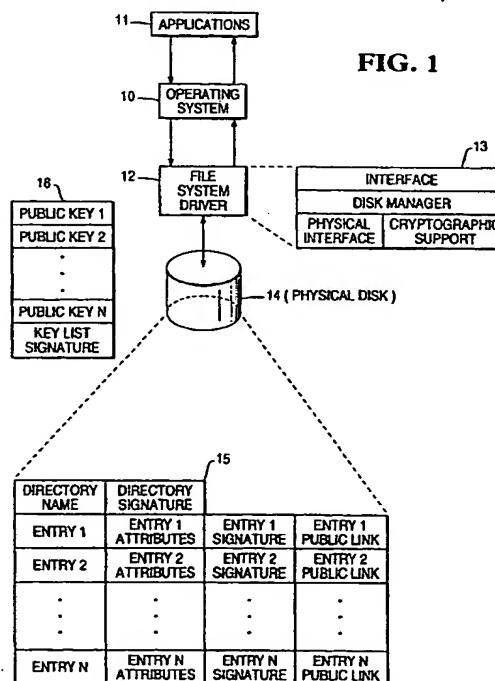 11
APPLICATIONS
FIG. 1
10
OPERATING
SYSTEM
12
FILE
SYSTEM
DRIVER
13
INTERFACE
DISK MANAGER
PHYSICAL
INTERFACE
CRYPTOGRAPHIC
SUPPORT
16
PUBLIC KEY 1
PUBLIC KEY 2
PUBLIC KEY N
KEY LIST
SIGNATURE
14 ( PHYSICAL DISK )
15
DIRECTORY
NAME
DIRECTORY
SIGNATURE
ENTRY 1
ENTRY 1
ATTRIBUTES
ENTRY 1
SIGNATURE
ENTRY 1
PUBLIC LINK
ENTRY 2
ENTRY 2
ATTRIBUTES
ENTRY 2
SIGNATURE
ENTRY 2
PUBLIC LINK
ENTRY N
ENTRY N
ATTRIBUTES
ENTRY N
SIGNATURE
ENTRY N
PUBLIC LINK